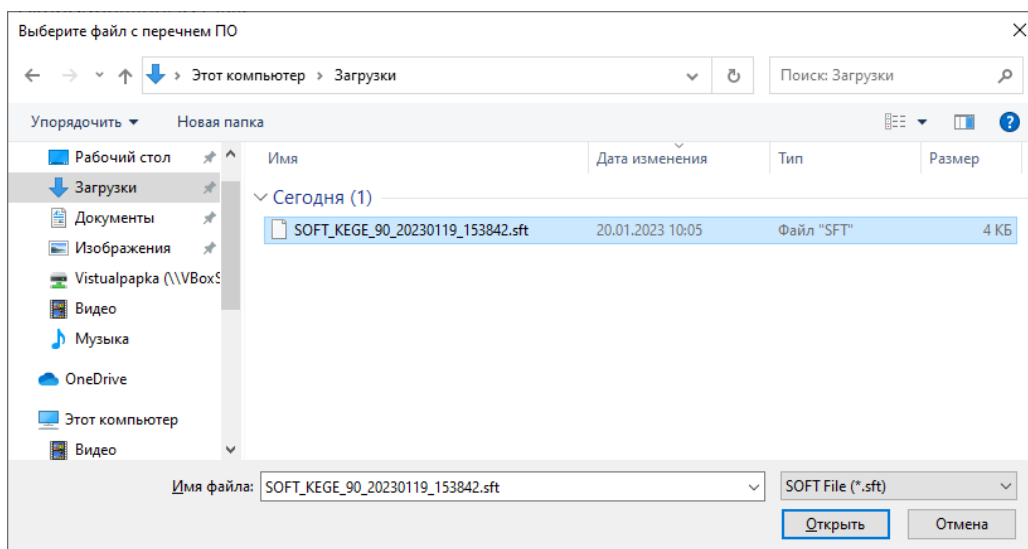 Выберите файл с перечнем ПО
Этот компьютер › Загрузки
Поиск: Загрузки
Упорядочить
Новая папка
Рабочий стол
Загрузки
Документы
Изображения
Vistualpapka (\\VBoxS
Видео
Музыка
OneDrive
Этот компьютер
Видео
Имя Дата изменения Тип Размер
Сегодня (1)
SOFT_KEGE_90_20230119_153842.sft 20.01.2023 10:05 Файл "SFT" 4 КБ
Имя файла: SOFT_KEGE_90_20230119_153842.sft
SOFT File (*.sft)
Открыть
Отмена